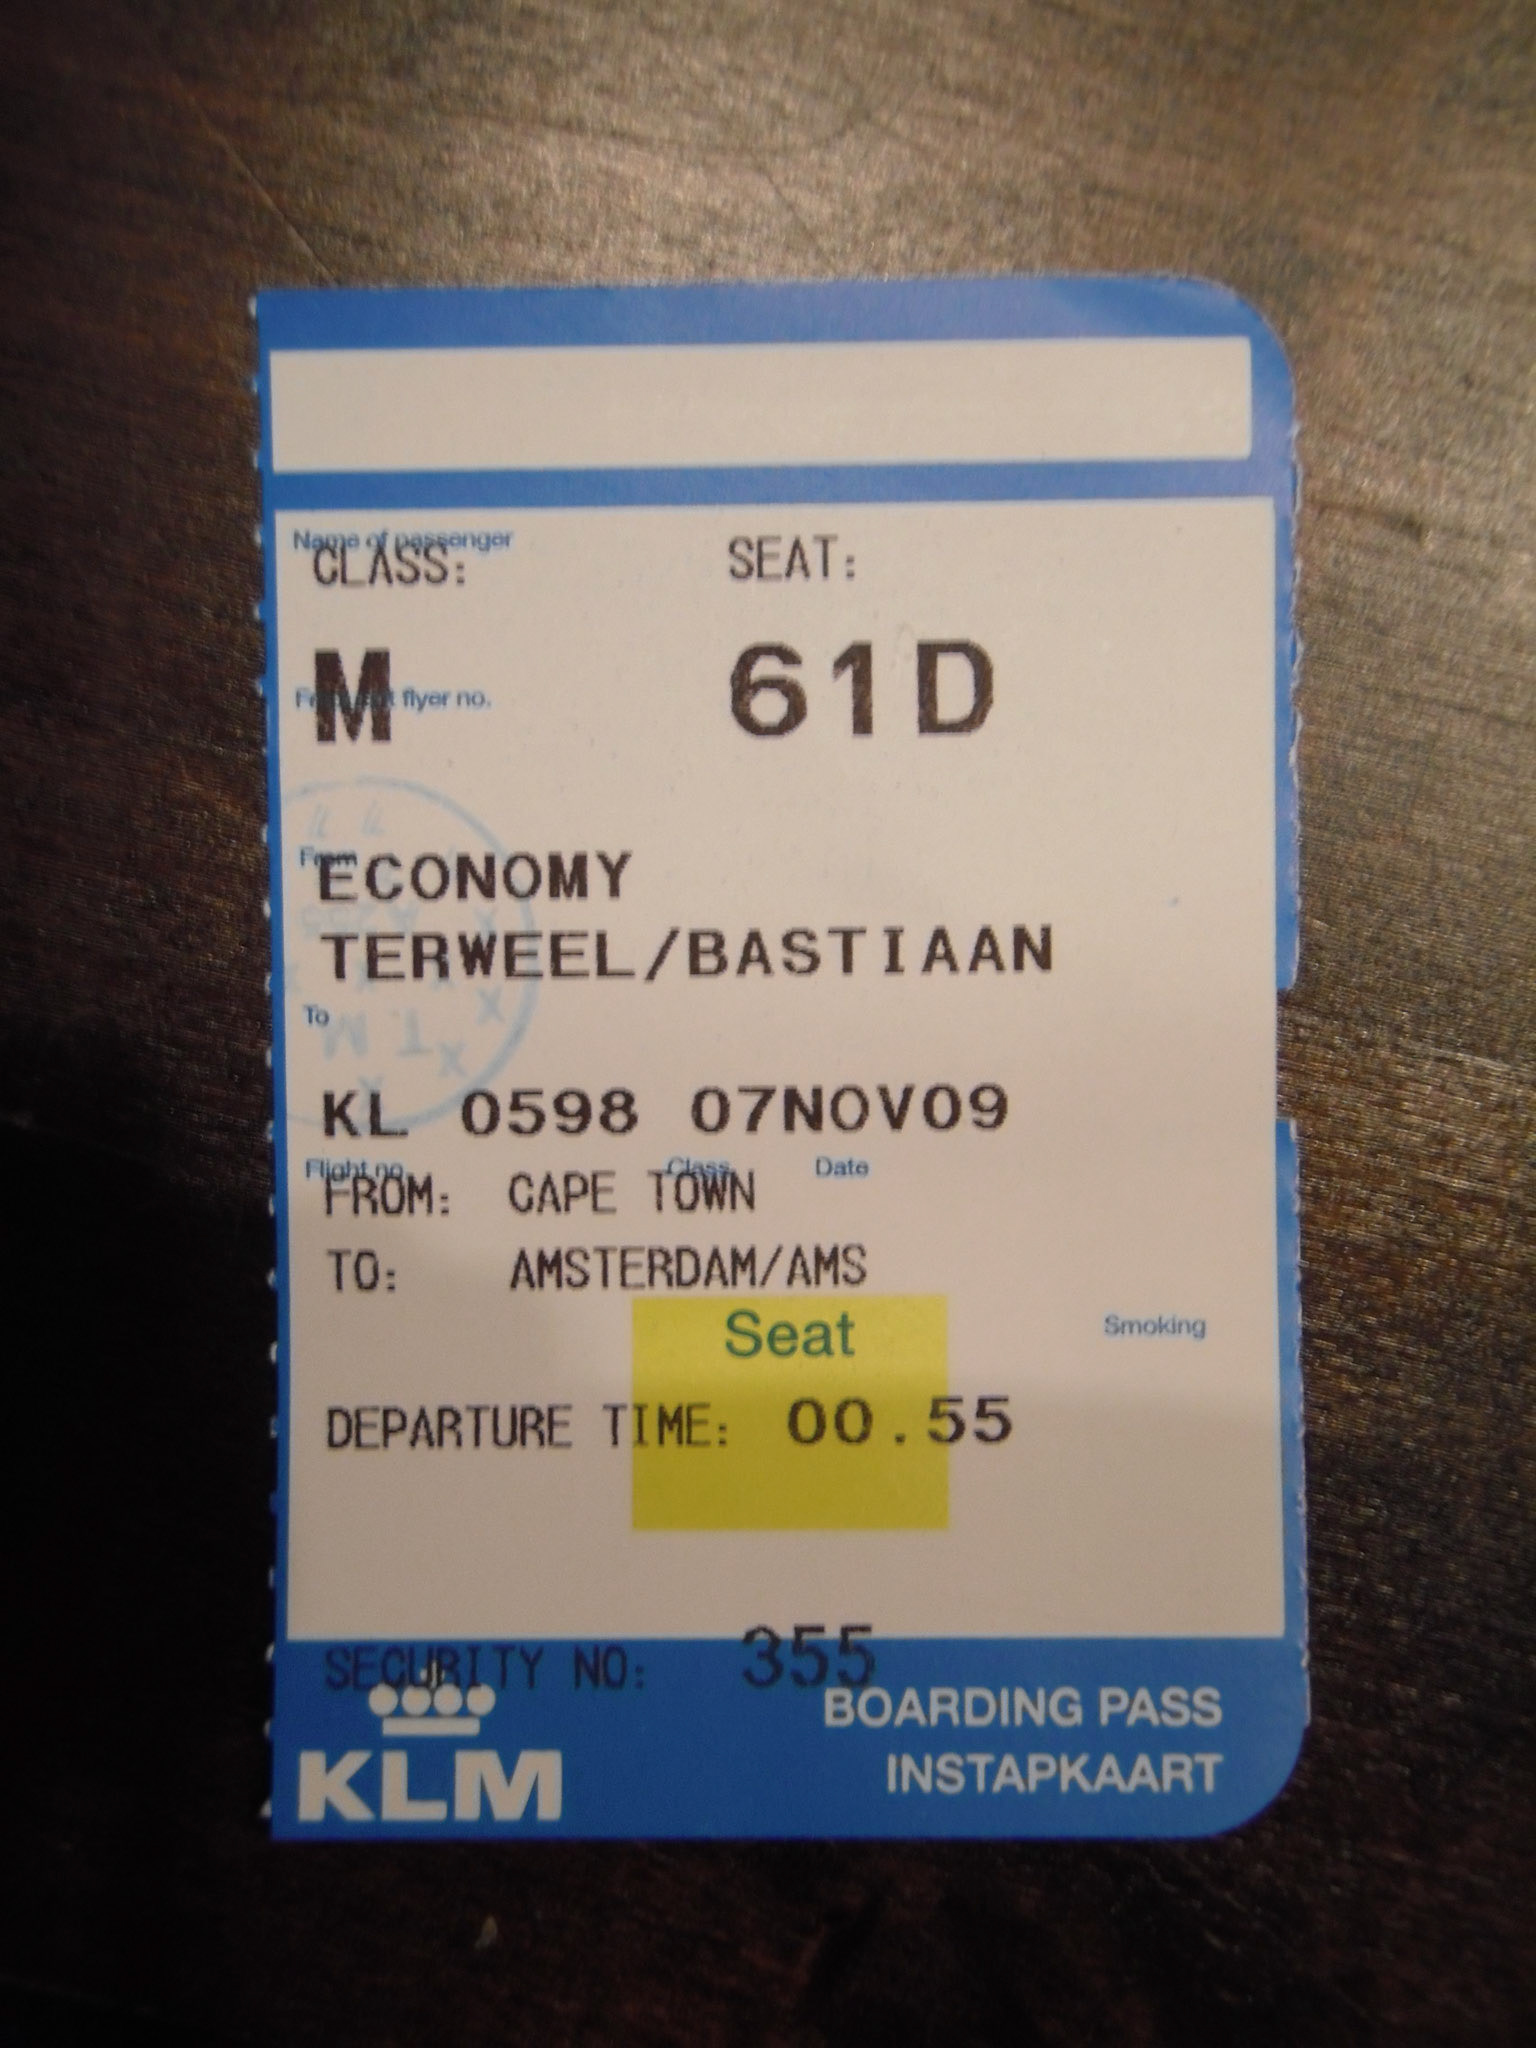 Name of passenger
CLASS: SEAT:
M 61D
Frequent flyer no.
From
ECONOMY
TERWEEL/BASTIAAN
To
T.M
KL 0598 07NOV09
Flight no. Class Date
FROM: CAPE TOWN
TO: AMSTERDAM/AMS
Seat Smoking
DEPARTURE TIME: 00.55
SECURITY NO: 355
BOARDING PASS
INSTAPKAART
KLM